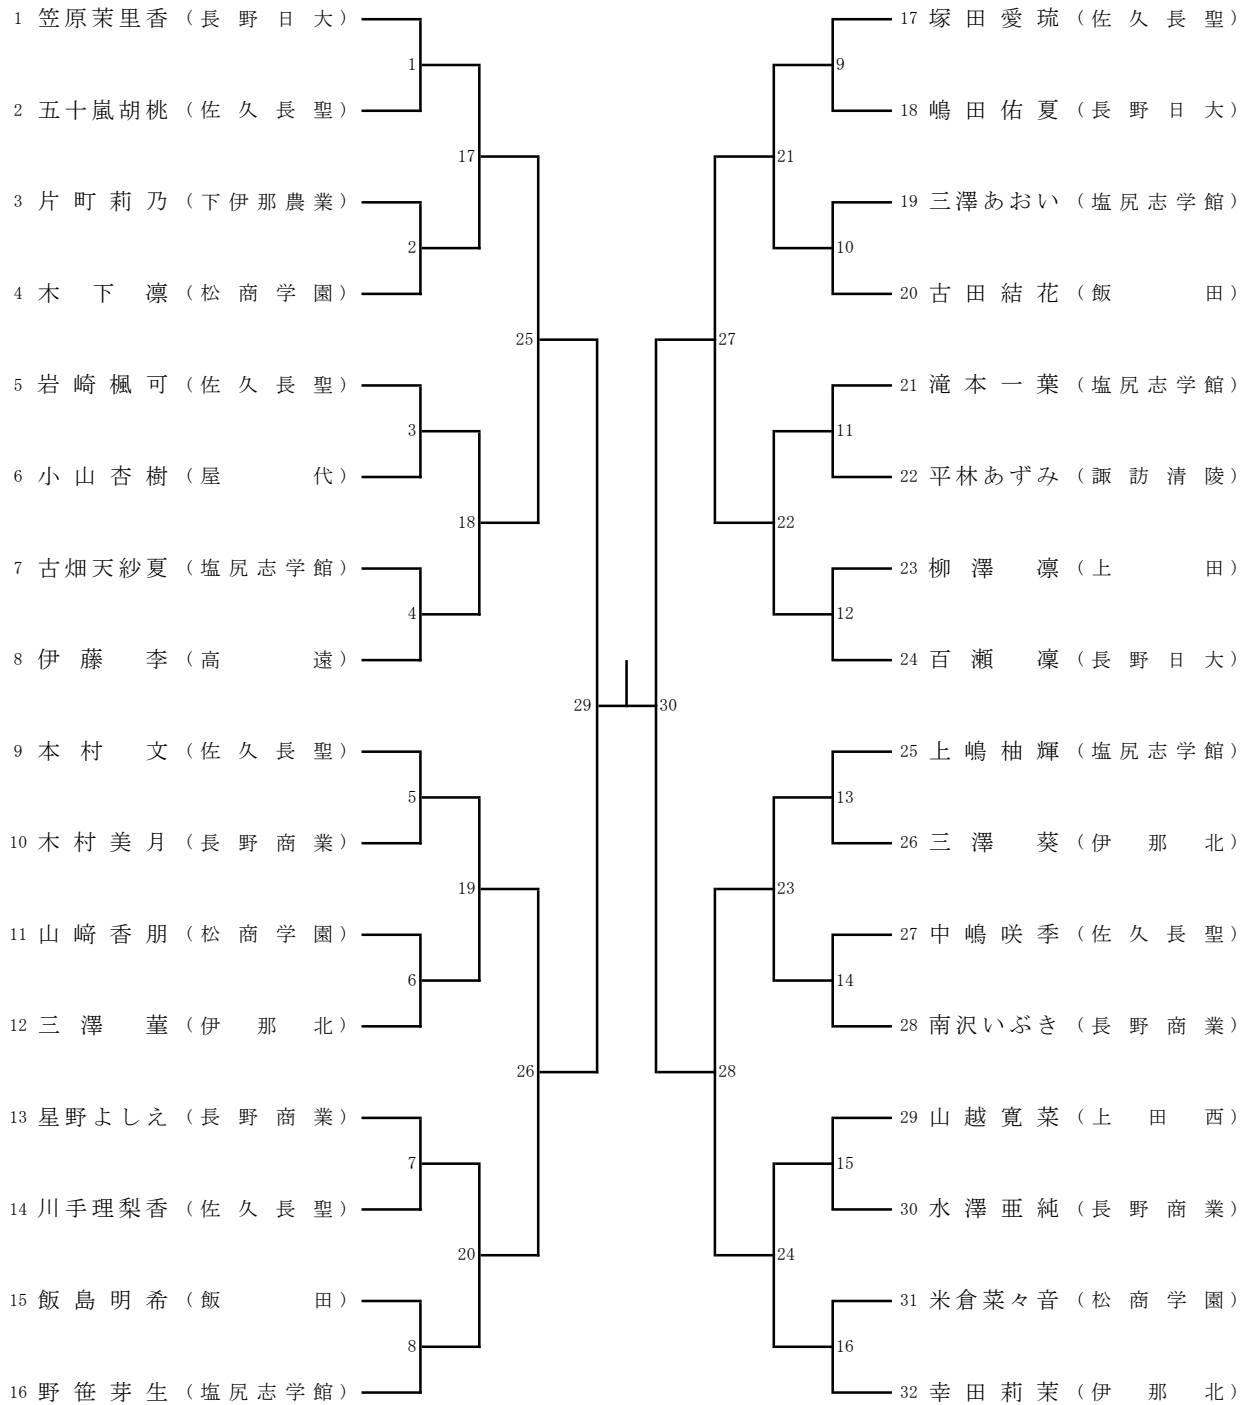 1 笠原茉里香 (長野日大)
1
2 五十嵐胡桃 (佐久長聖)
17
3 片町莉乃 (下伊那農業)
2
4 木下凛 (松商学園)
25
5 岩崎楓可 (佐久長聖)
3
6 小山杏樹 (屋代)
18
7 古畑天紗夏 (塩尻志学館)
4
8 伊藤李 (高遠)
29
9 本村文 (佐久長聖)
5
10 木村美月 (長野商業)
19
11 山﨑香朋 (松商学園)
6
12 三澤菫 (伊那北)
26
13 星野よしえ (長野商業)
7
14 川手理梨香 (佐久長聖)
20
15 飯島明希 (飯田)
8
16 野笹芽生 (塩尻志学館)
17 塚田愛琉 (佐久長聖)
9
18 嶋田佑夏 (長野日大)
21
19 三澤あおい (塩尻志学館)
10
20 古田結花 (飯田)
27
21 滝本一葉 (塩尻志学館)
11
22 平林あずみ (諏訪清陵)
22
23 柳澤凛 (上田)
12
24 百瀬凜 (長野日大)
30
25 上嶋柚輝 (塩尻志学館)
13
26 三澤葵 (伊那北)
23
27 中嶋咲季 (佐久長聖)
14
28 南沢いぶき (長野商業)
28
29 山越寛菜 (上田西)
15
30 水澤亜純 (長野商業)
24
31 米倉菜々音 (松商学園)
16
32 幸田莉茉 (伊那北)